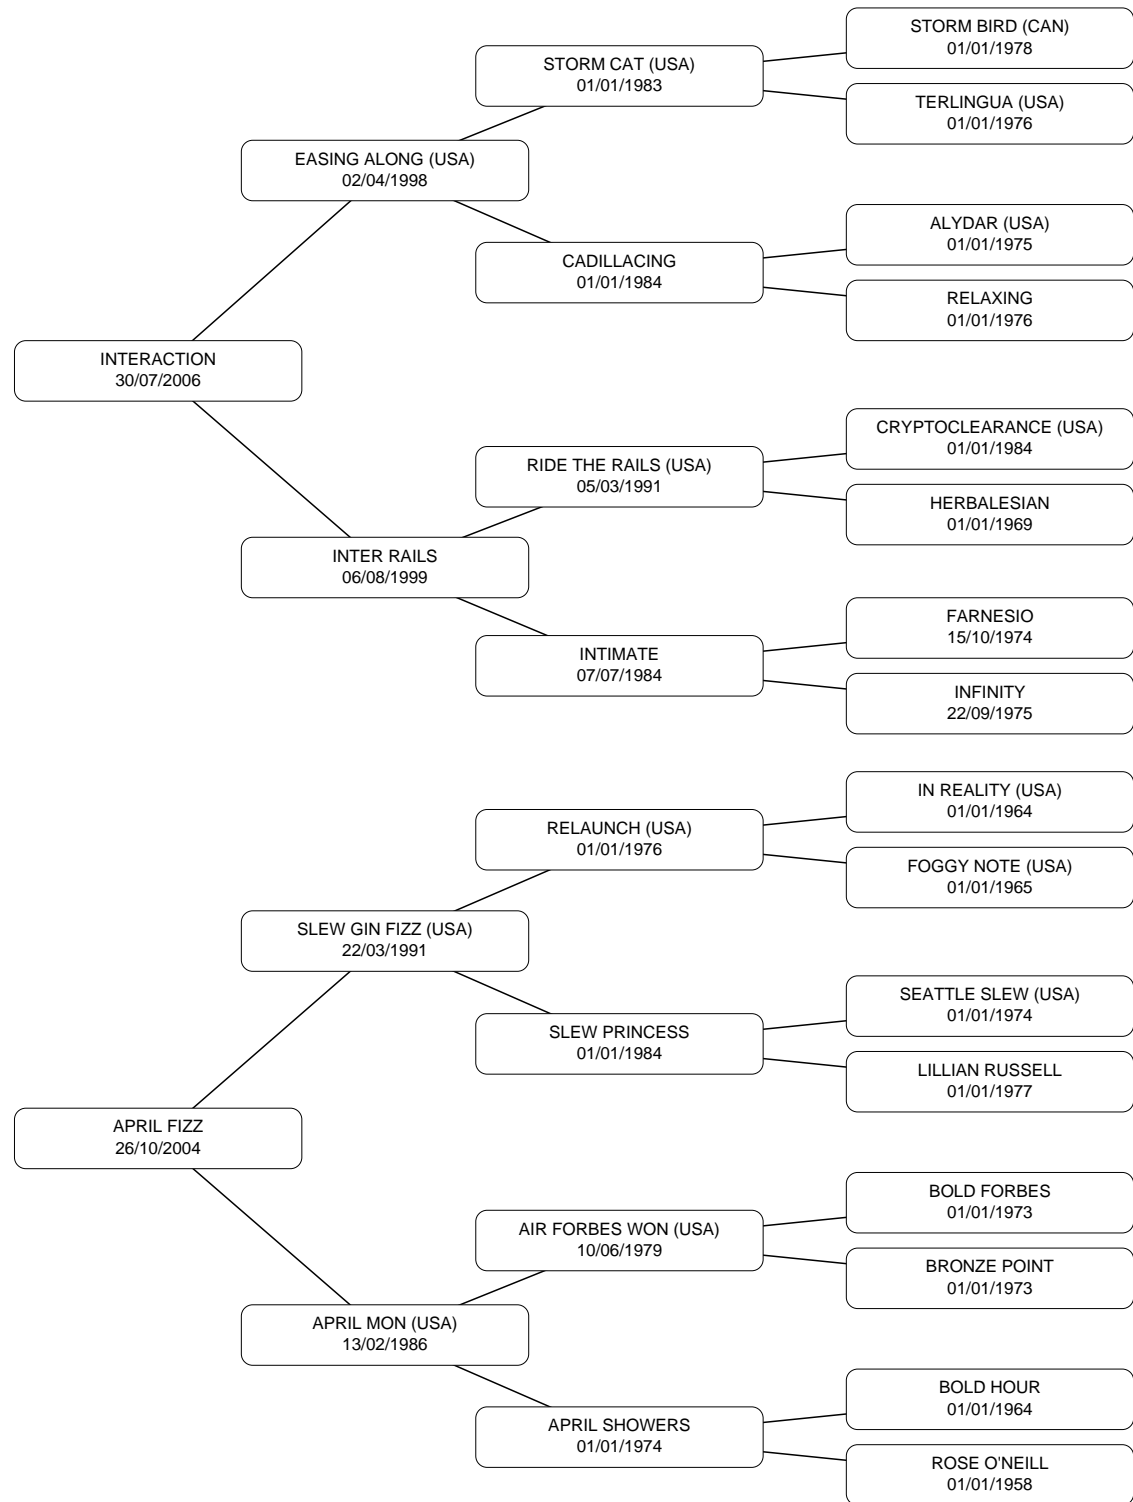 STORM BIRD (CAN)
01/01/1978
STORM CAT (USA)
01/01/1983
TERLINGUA (USA)
01/01/1976
EASING ALONG (USA)
02/04/1998
ALYDAR (USA)
01/01/1975
CADILLACING
01/01/1984
RELAXING
01/01/1976
INTERACTION
30/07/2006
CRYPTOCLEARANCE (USA)
01/01/1984
RIDE THE RAILS (USA)
05/03/1991
HERBALESIAN
01/01/1969
INTER RAILS
06/08/1999
FARNESIO
15/10/1974
INTIMATE
07/07/1984
INFINITY
22/09/1975
IN REALITY (USA)
01/01/1964
RELAUNCH (USA)
01/01/1976
FOGGY NOTE (USA)
01/01/1965
SLEW GIN FIZZ (USA)
22/03/1991
SEATTLE SLEW (USA)
01/01/1974
SLEW PRINCESS
01/01/1984
LILLIAN RUSSELL
01/01/1977
APRIL FIZZ
26/10/2004
BOLD FORBES
01/01/1973
AIR FORBES WON (USA)
10/06/1979
BRONZE POINT
01/01/1973
APRIL MON (USA)
13/02/1986
BOLD HOUR
01/01/1964
APRIL SHOWERS
01/01/1974
ROSE O'NEILL
01/01/1958